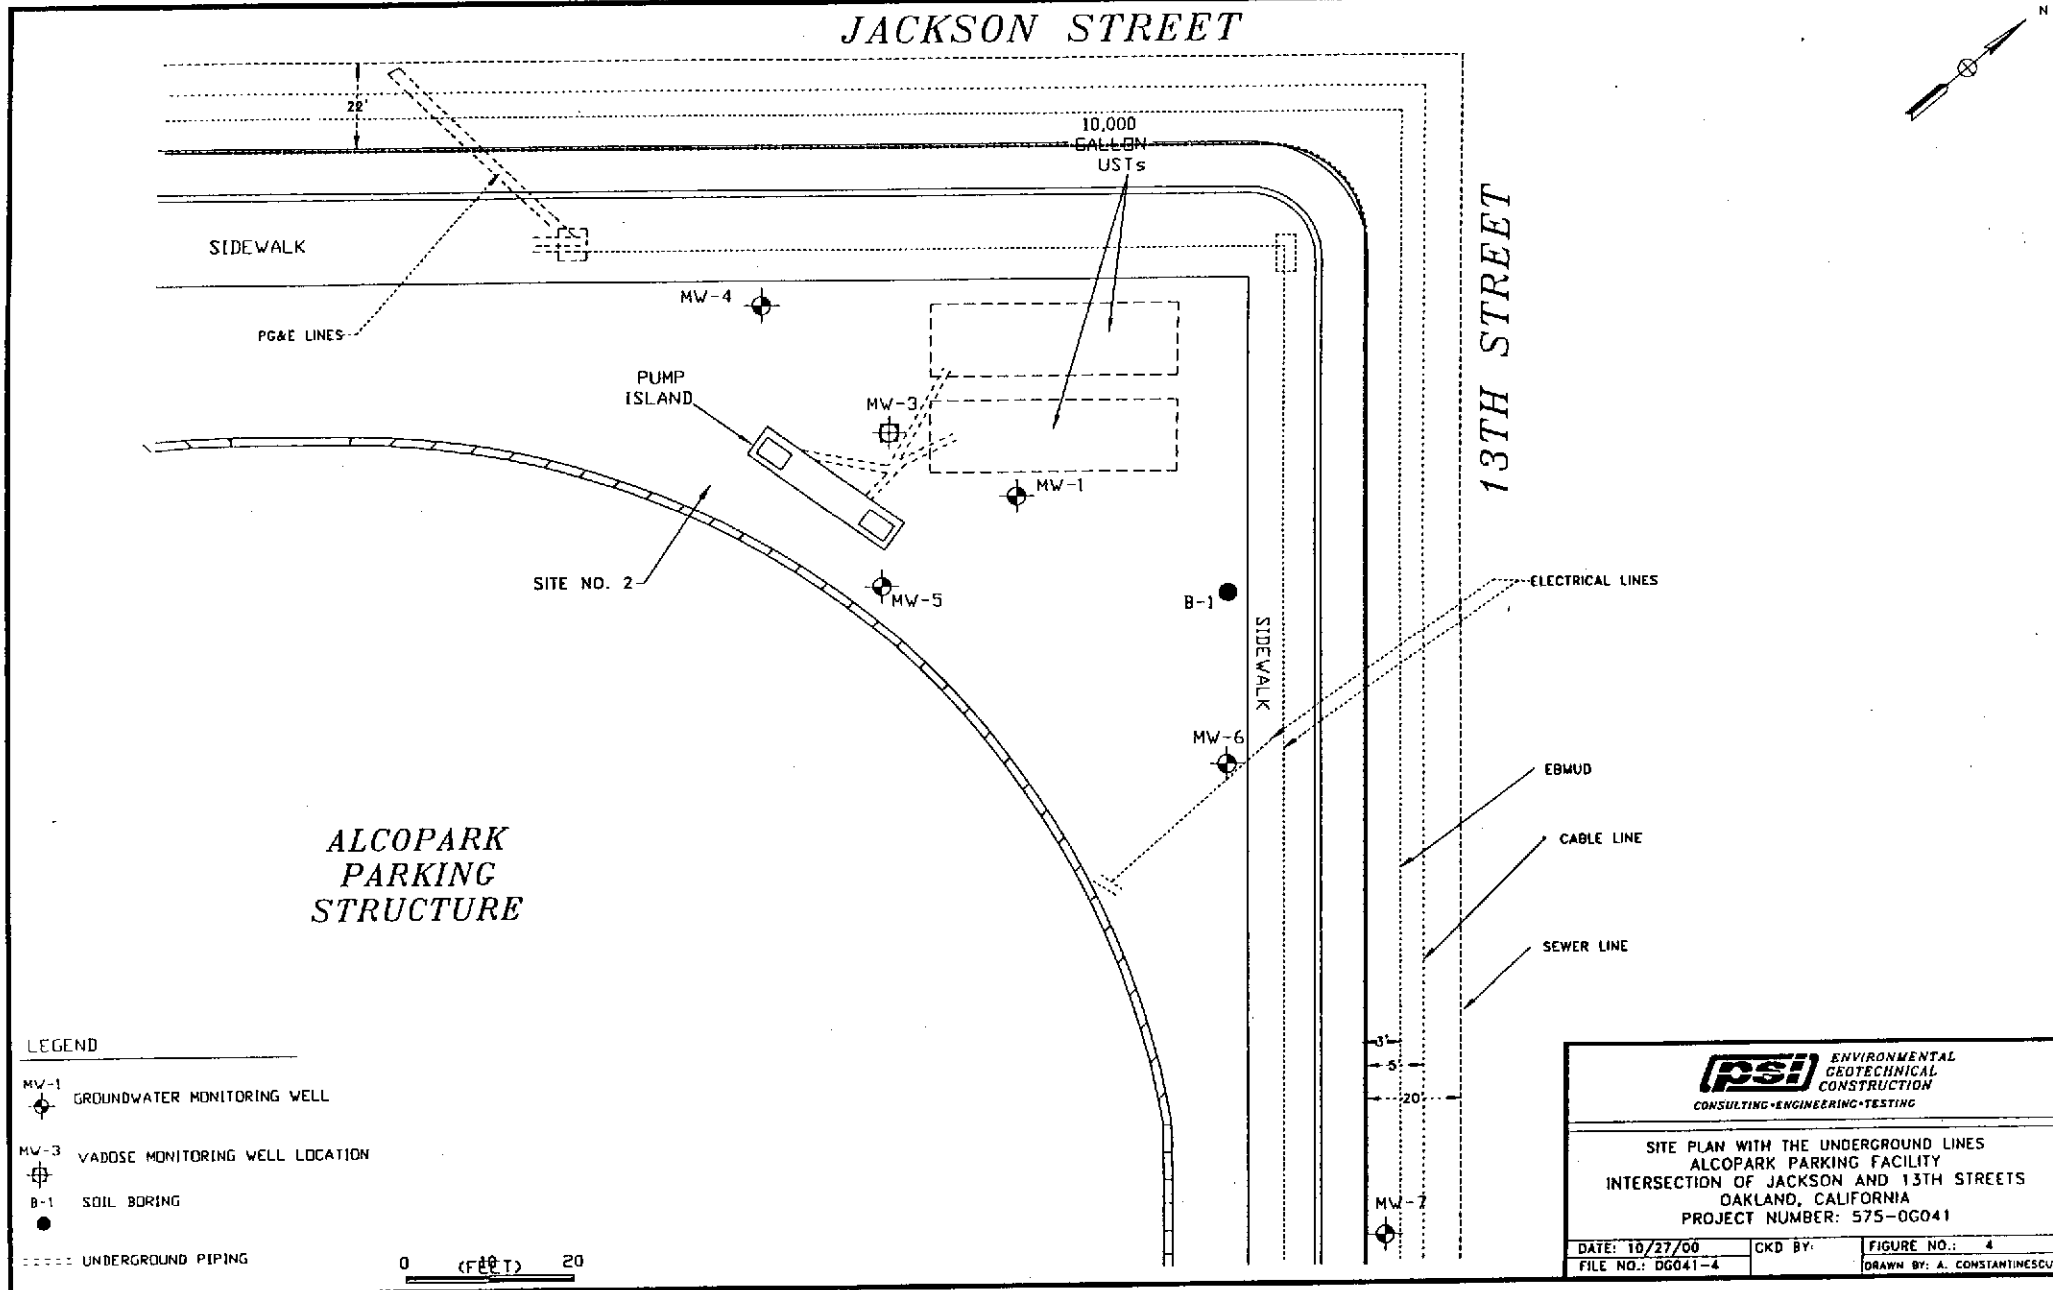 JACKSON STREET
N
22'
10,000
GALLON
USTs
SIDEWALK
MW-4
PG&E LINES
PUMP
ISLAND
MW-3
MW-1
13TH STREET
SITE NO. 2
MW-5
B-1
ELECTRICAL LINES
SIDEWALK
MW-6
EBMUD
CABLE LINE
ALCOPARK
PARKING
STRUCTURE
SEWER LINE
3'
5'
20'
MW-7
LEGEND
MW-1
GROUNDWATER MONITORING WELL
MW-3
VADOSE MONITORING WELL LOCATION
B-1
SOIL BORING
UNDERGROUND PIPING
0 10 20
(FEET)
psi
ENVIRONMENTAL
GEOTECHNICAL
CONSTRUCTION
CONSULTING•ENGINEERING•TESTING
SITE PLAN WITH THE UNDERGROUND LINES
ALCOPARK PARKING FACILITY
INTERSECTION OF JACKSON AND 13TH STREETS
OAKLAND, CALIFORNIA
PROJECT NUMBER: 575-0G041
DATE: 10/27/00
CKD BY:
FIGURE NO.: 4
FILE NO.: 0G041-4
DRAWN BY: A. CONSTANTINESCU